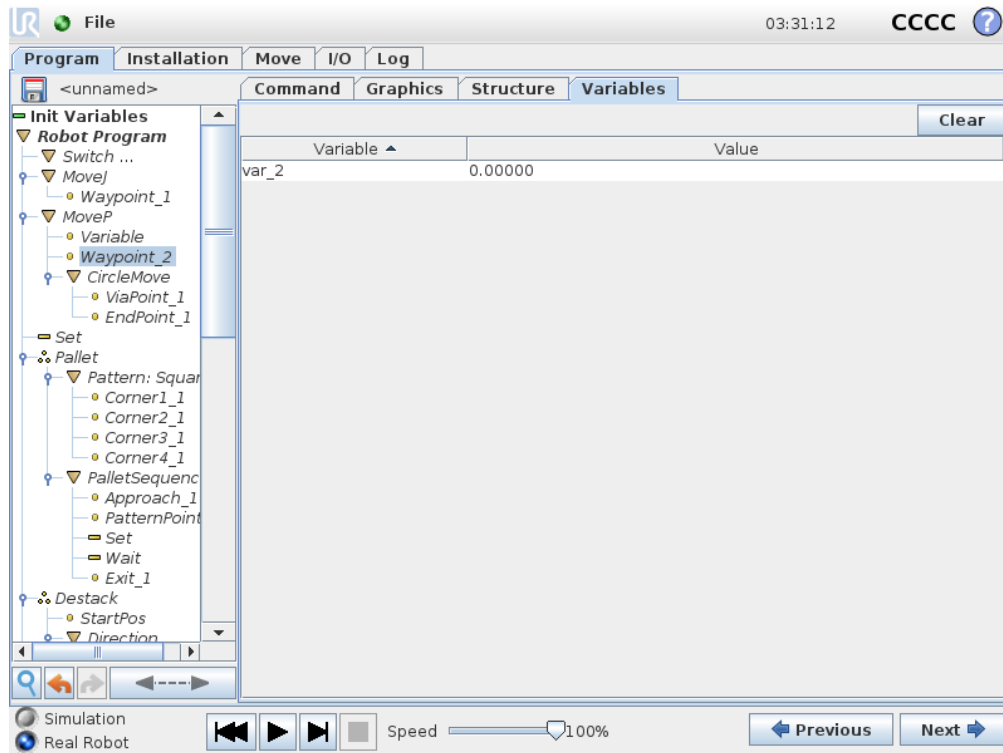 UR File 03:31:12 CCCC ?
Program Installation Move I/O Log
<unnamed> Command Graphics Structure Variables
Clear
Variable Value
var_2 0.00000
Init Variables
Robot Program
Switch ...
MoveJ
Waypoint_1
MoveP
Variable
Waypoint_2
CircleMove
ViaPoint_1
EndPoint_1
Set
Pallet
Pattern: Squar
Corner1_1
Corner2_1
Corner3_1
Corner4_1
PalletSequenc
Approach_1
PatternPoint
Set
Wait
Exit_1
Destack
StartPos
Direction
Simulation
Real Robot
Speed 100%
Previous Next